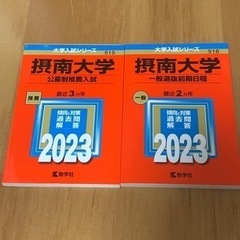 大学入試シリーズ
515
摂南大学
公募制推薦入試
最近3カ年
推薦
傾向と対策
過去問
解答
2023
数学社
大学入試シリーズ
516
摂南大学
一般選抜前期日程
最近2カ年
一般
傾向と対策
過去問
解答
2023
数学社